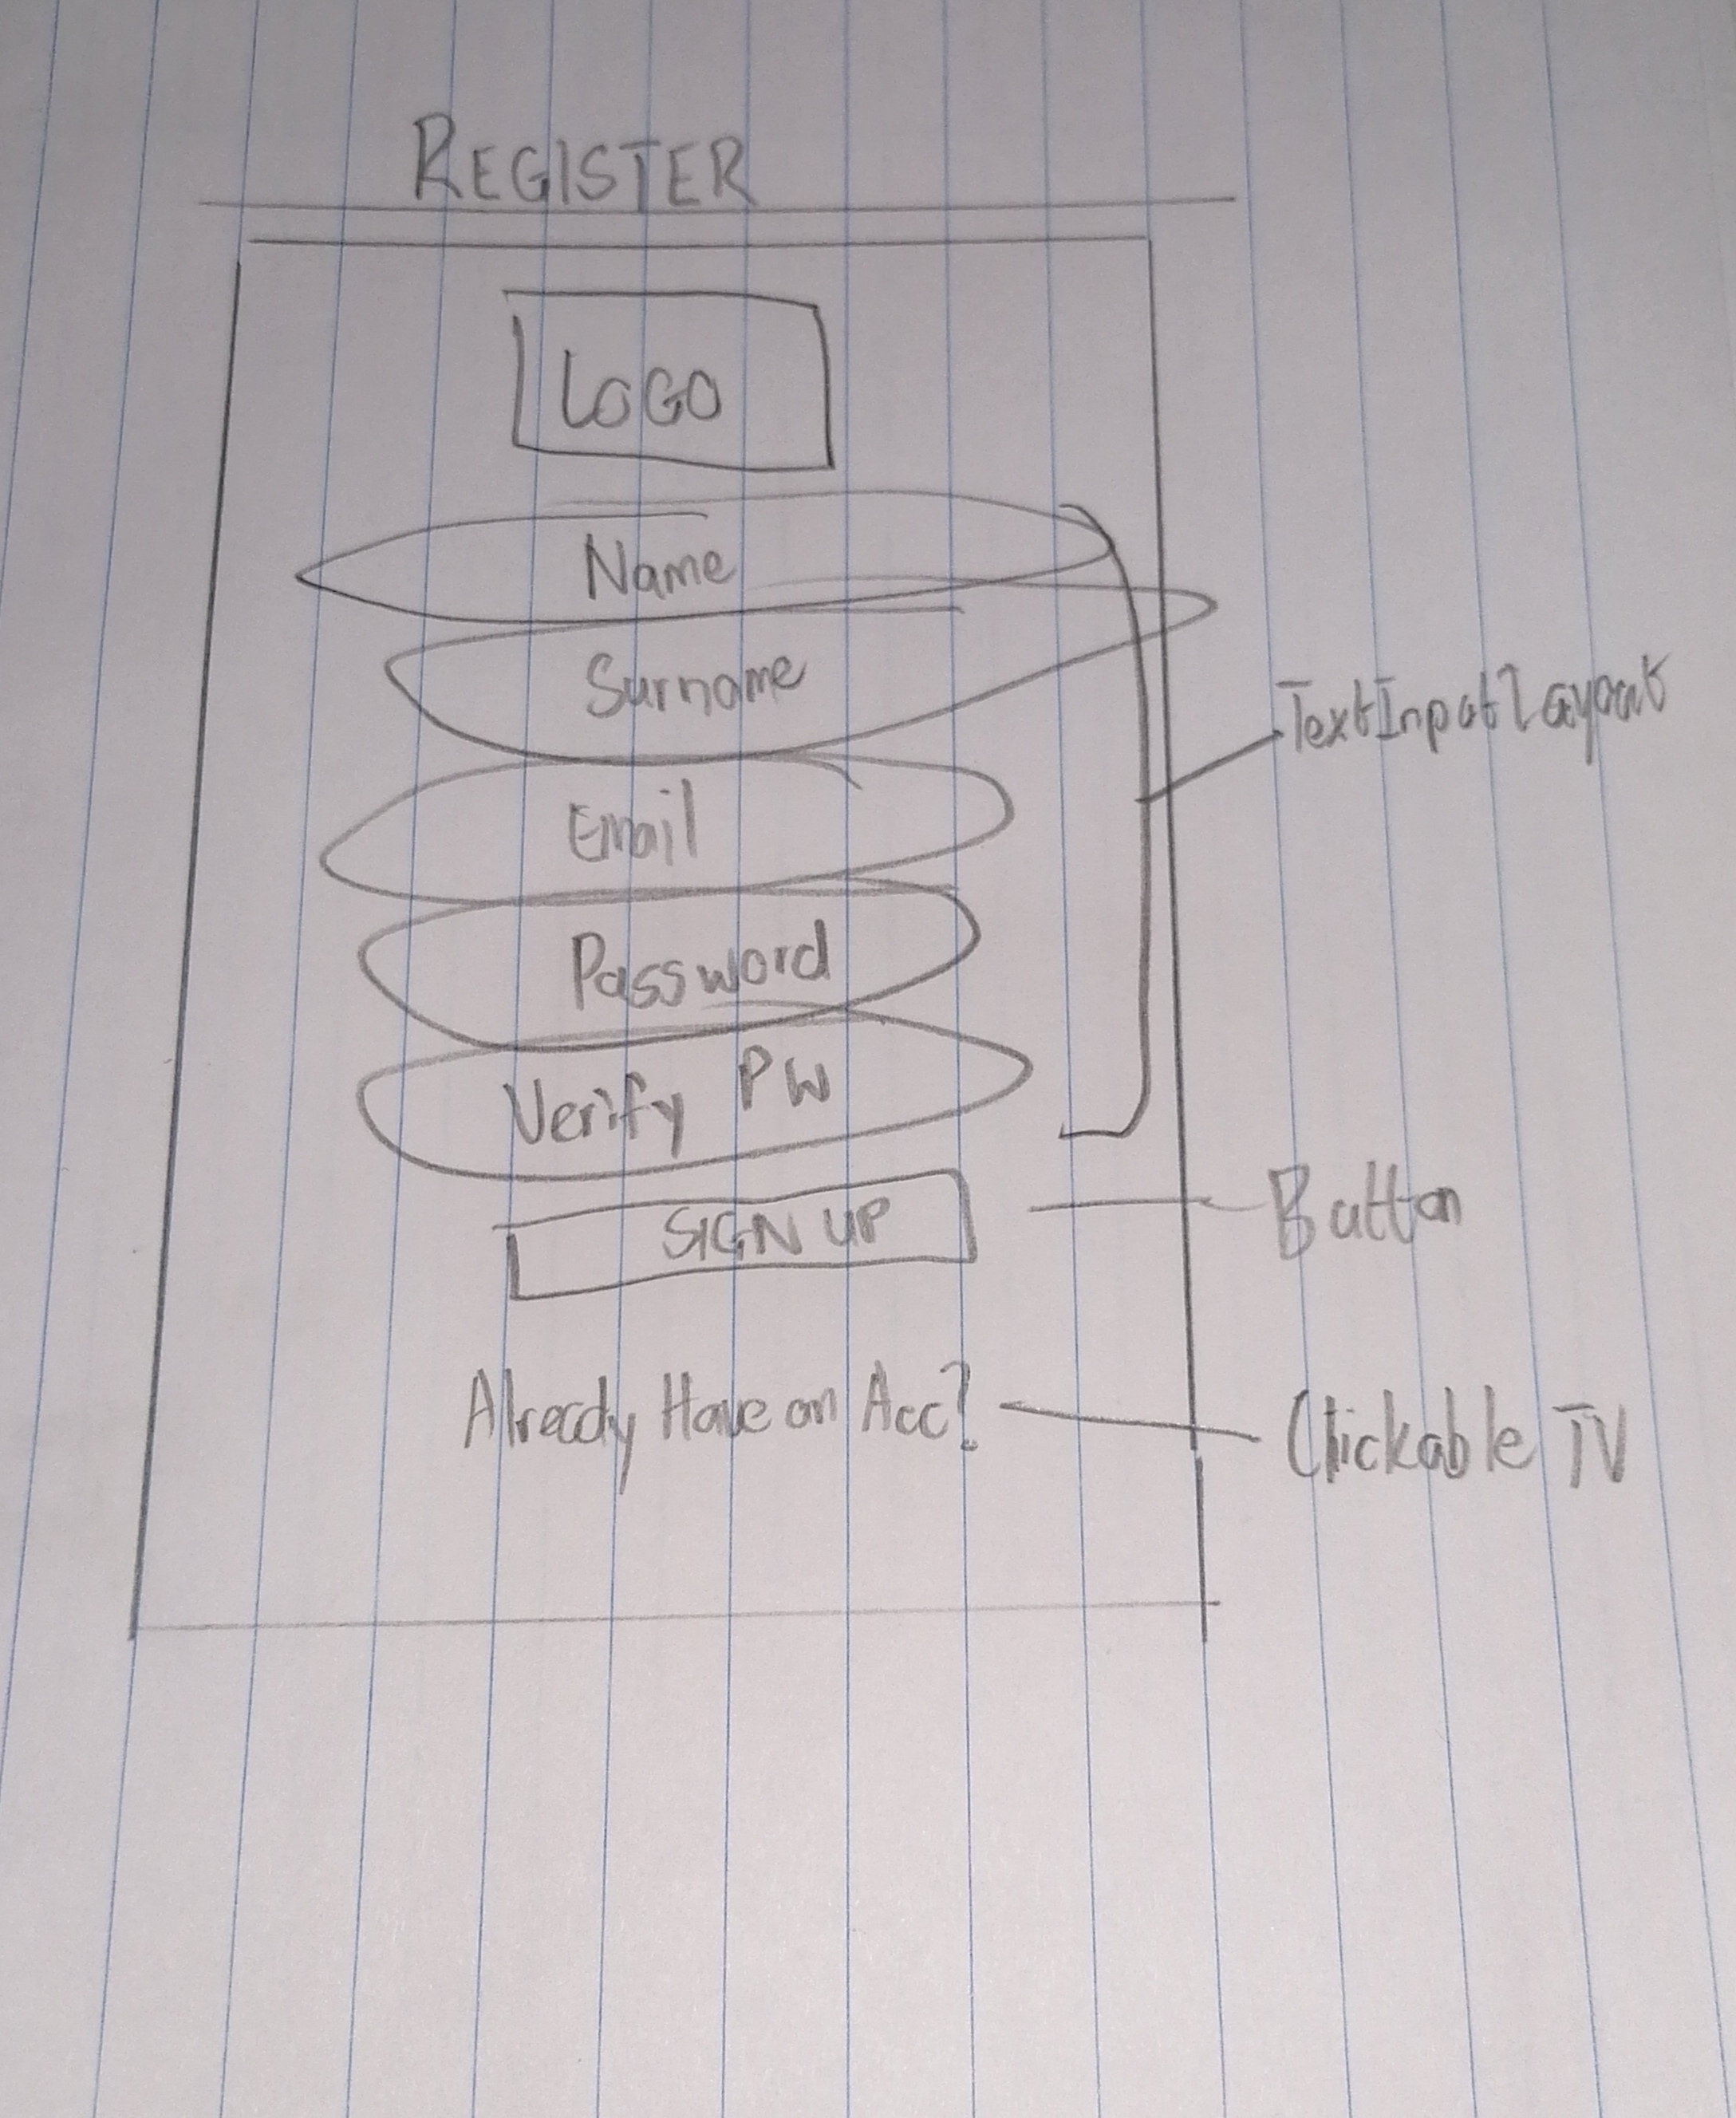 REGISTER
LOGO
Name
Surname
Email
Password
Verify PW
TextInputLayout
SIGN UP
Button
Already Have an Acc?
Clickable TV